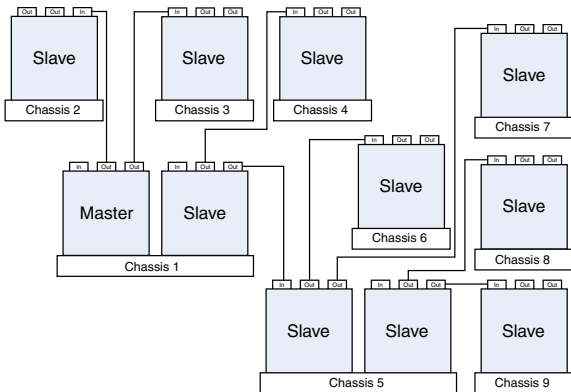 Out Out In
Slave
Chassis 2
In Out Out
Slave
Chassis 3
In Out Out
Slave
Chassis 4
In Out Out
Slave
Chassis 7
In Out Out
Master
In Out Out
Slave
Chassis 1
In Out Out
Slave
Chassis 6
In Out Out
Slave
Chassis 8
In Out Out
Slave
In Out Out
Slave
Chassis 5
In Out Out
Slave
Chassis 9